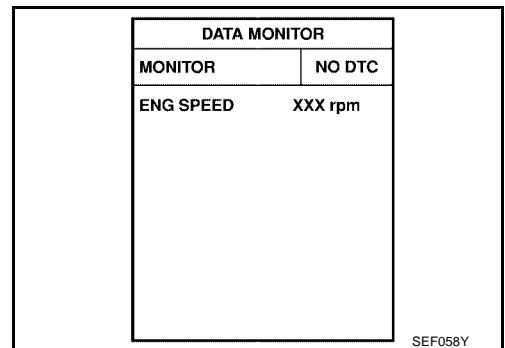 DATA MONITOR
MONITOR NO DTC
ENG SPEED XXX rpm
SEF058Y